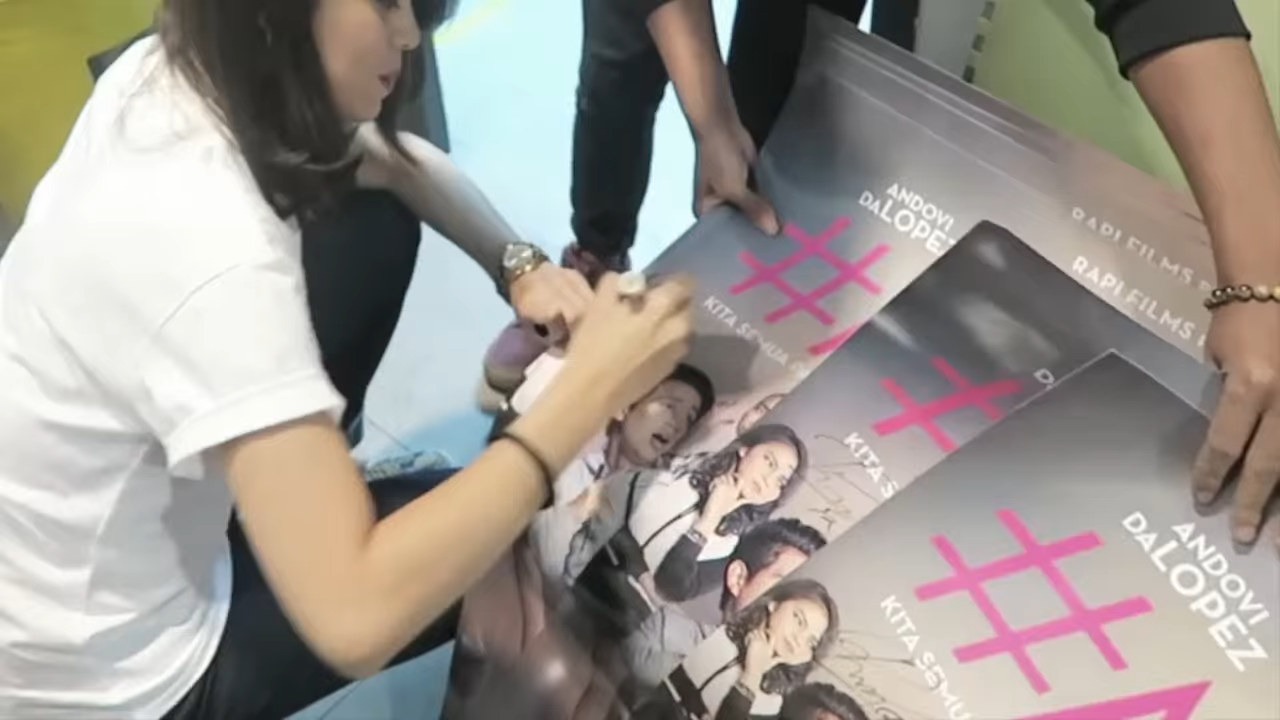 ANDOVI
DALOPEZ
RAPI FILMS
RAPI FILMS
#
KITA SEMUA
#
KITA S
ANDOVI
DALOPEZ
#
KITA SEMU